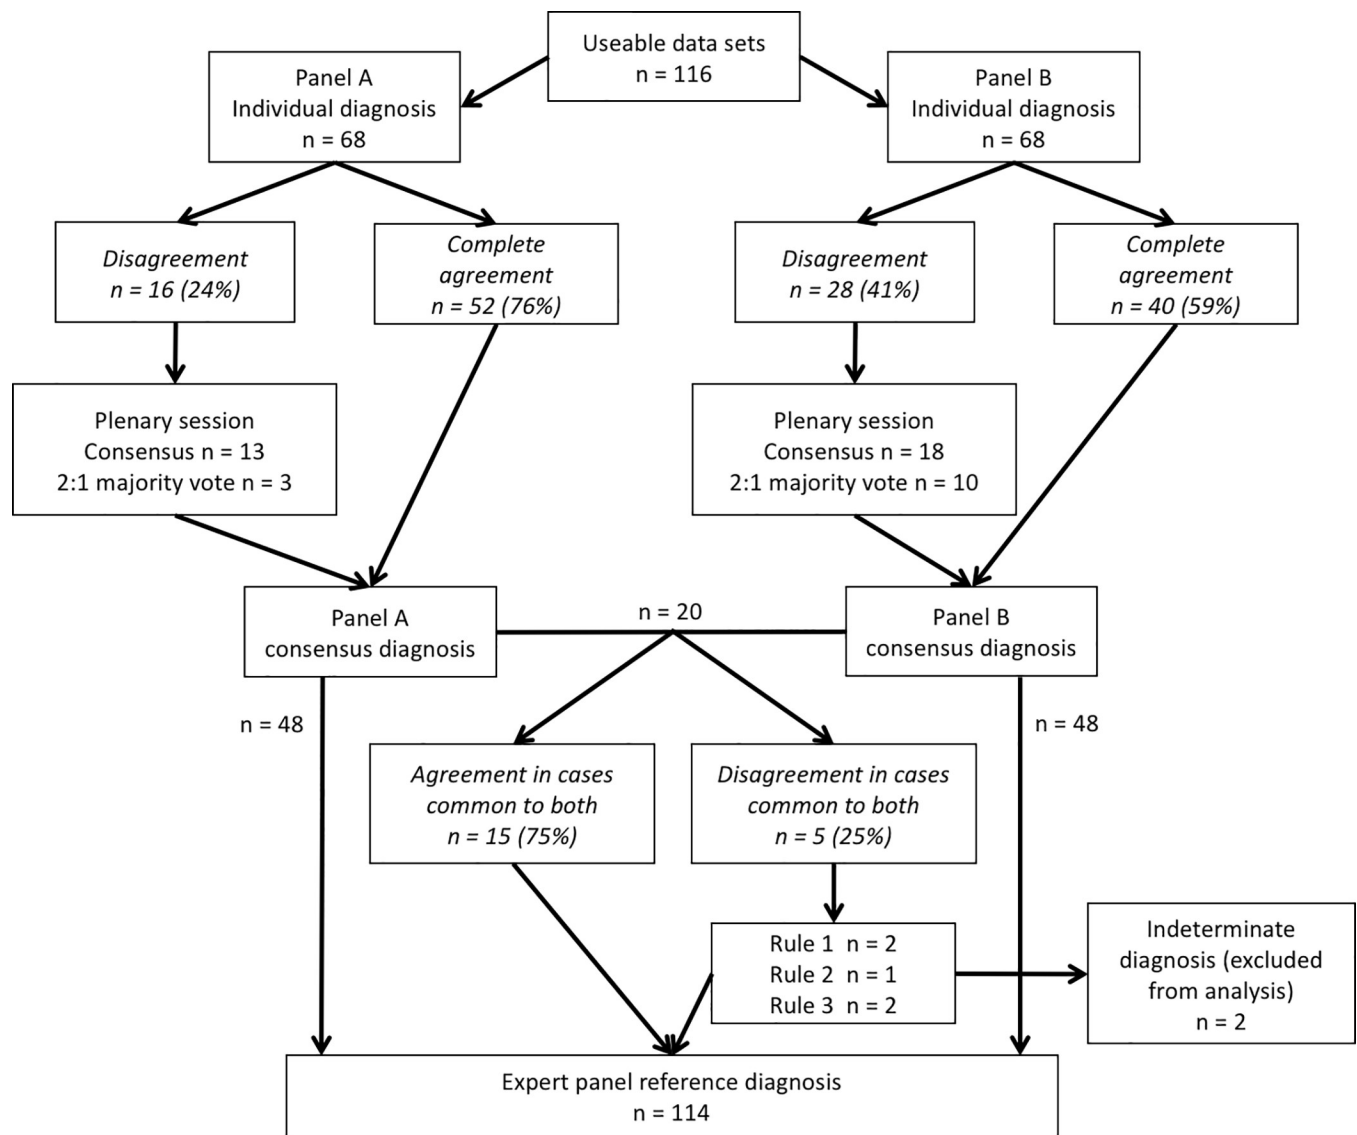 Useable data sets
n = 116
Panel A
Individual diagnosis
n = 68
Panel B
Individual diagnosis
n = 68
Disagreement
n = 16 (24%)
Complete
agreement
n = 52 (76%)
Disagreement
n = 28 (41%)
Complete
agreement
n = 40 (59%)
Plenary session
Consensus n = 13
2:1 majority vote n = 3
Plenary session
Consensus n = 18
2:1 majority vote n = 10
Panel A
consensus diagnosis
n = 20
Panel B
consensus diagnosis
n = 48
n = 48
Agreement in cases
common to both
n = 15 (75%)
Disagreement in cases
common to both
n = 5 (25%)
Rule 1 n = 2
Rule 2 n = 1
Rule 3 n = 2
Indeterminate
diagnosis (excluded
from analysis)
n = 2
Expert panel reference diagnosis
n = 114